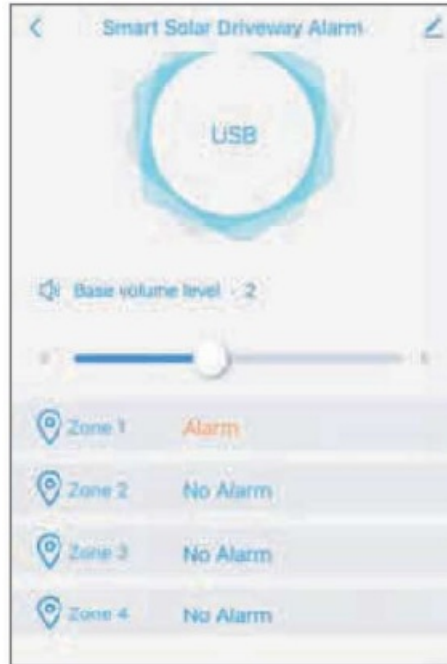 Smart Solar Driveway Alarm
USB
Base volume level : 2
Zone 1 Alarm
Zone 2 No Alarm
Zone 3 No Alarm
Zone 4 No Alarm